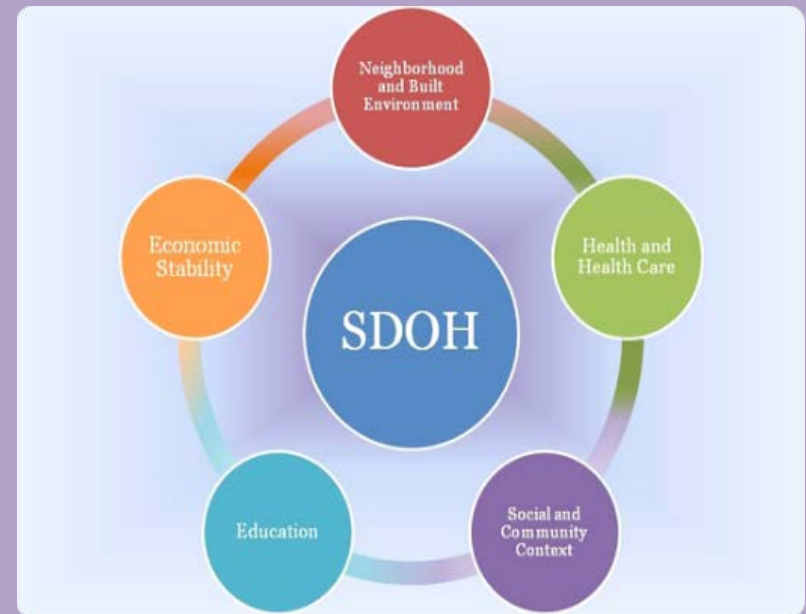 Neighborhood
and Built
Environment
Economic
Stability
Health and
Health Care
SDOH
Education
Social and
Community
Context